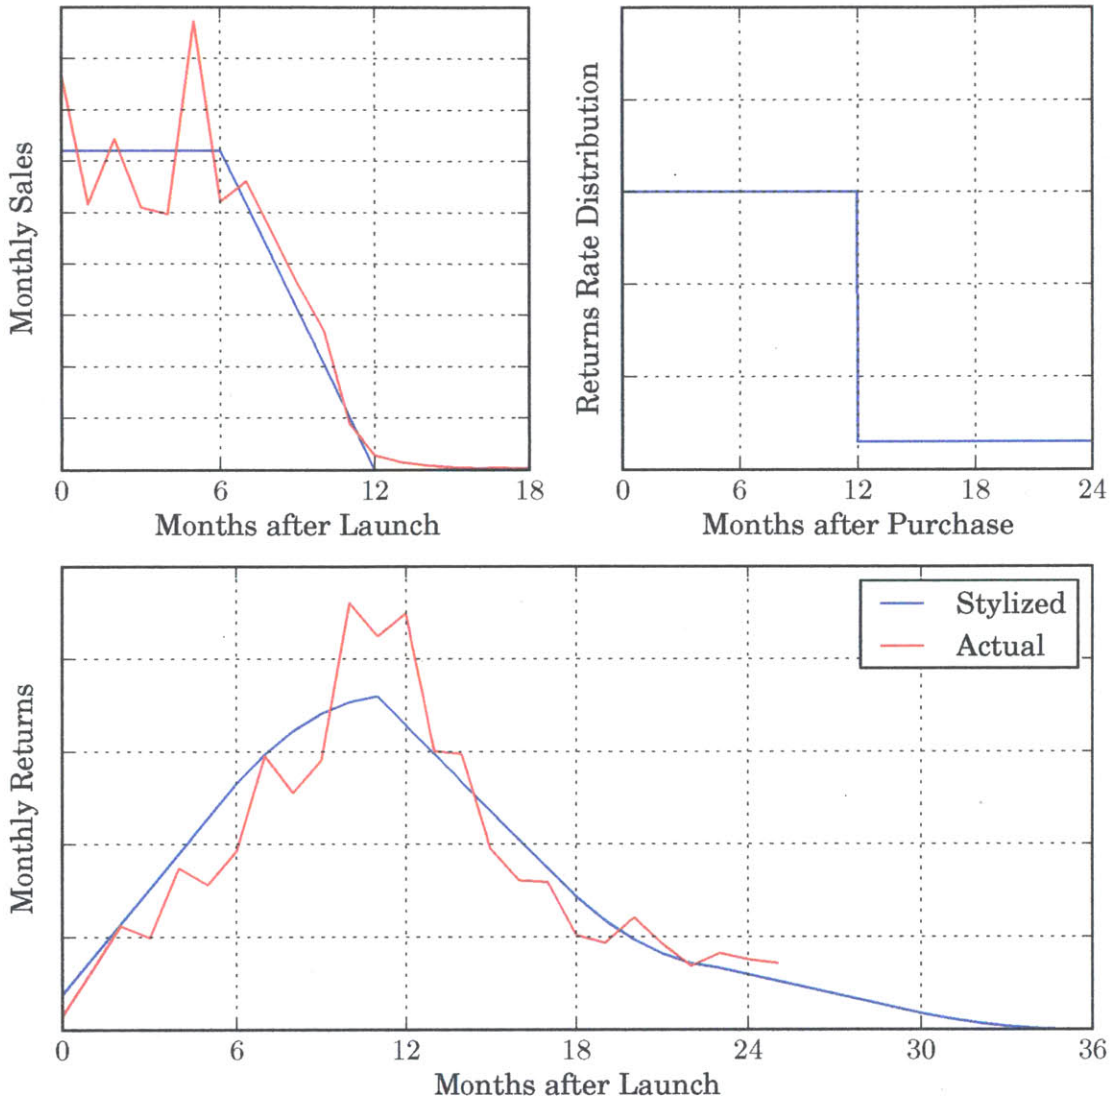 Monthly Sales
0 6 12 18
Months after Launch
Returns Rate Distribution
0 6 12 18 24
Months after Purchase
Monthly Returns
Stylized
Actual
0 6 12 18 24 30 36
Months after Launch